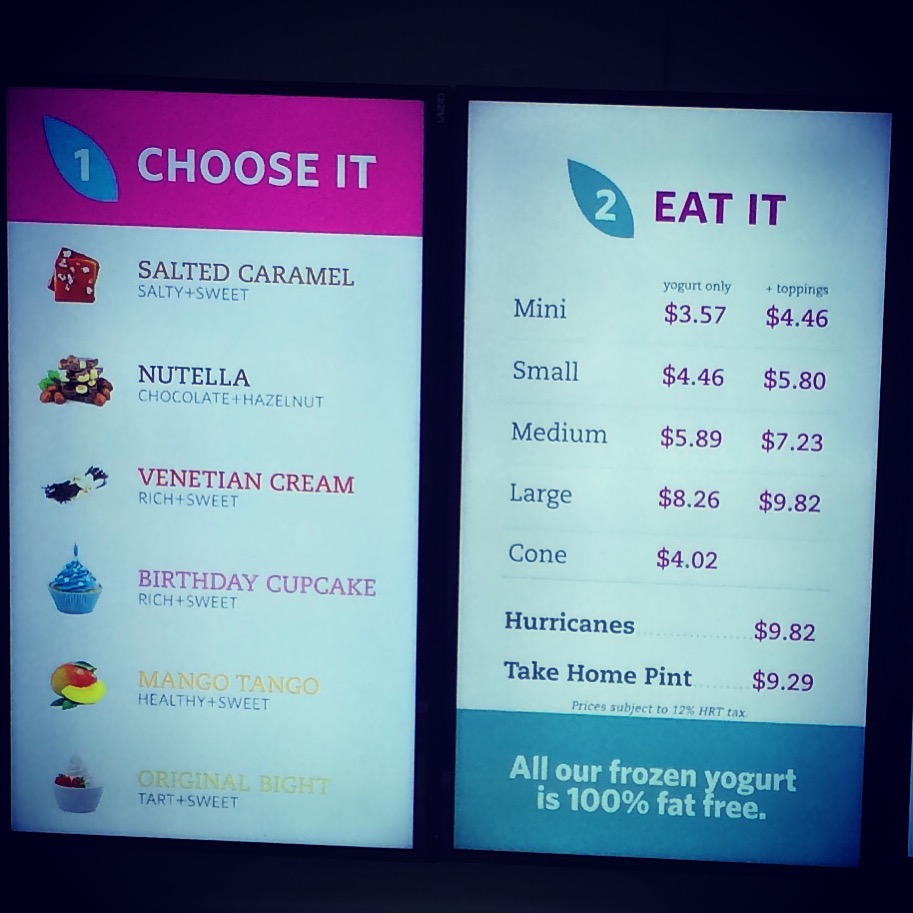 1 CHOOSE IT
SALTED CARAMEL
SALTY+SWEET
NUTELLA
CHOCOLATE+HAZELNUT
VENETIAN CREAM
RICH+SWEET
BIRTHDAY CUPCAKE
RICH+SWEET
MANGO TANGO
HEALTHY+SWEET
ORIGINAL BIGHT
TART+SWEET
2 EAT IT
yogurt only + toppings
Mini $3.57 $4.46
Small $4.46 $5.80
Medium $5.89 $7.23
Large $8.26 $9.82
Cone $4.02
Hurricanes $9.82
Take Home Pint $9.29
Prices subject to 12% HRT tax
All our frozen yogurt
is 100% fat free.